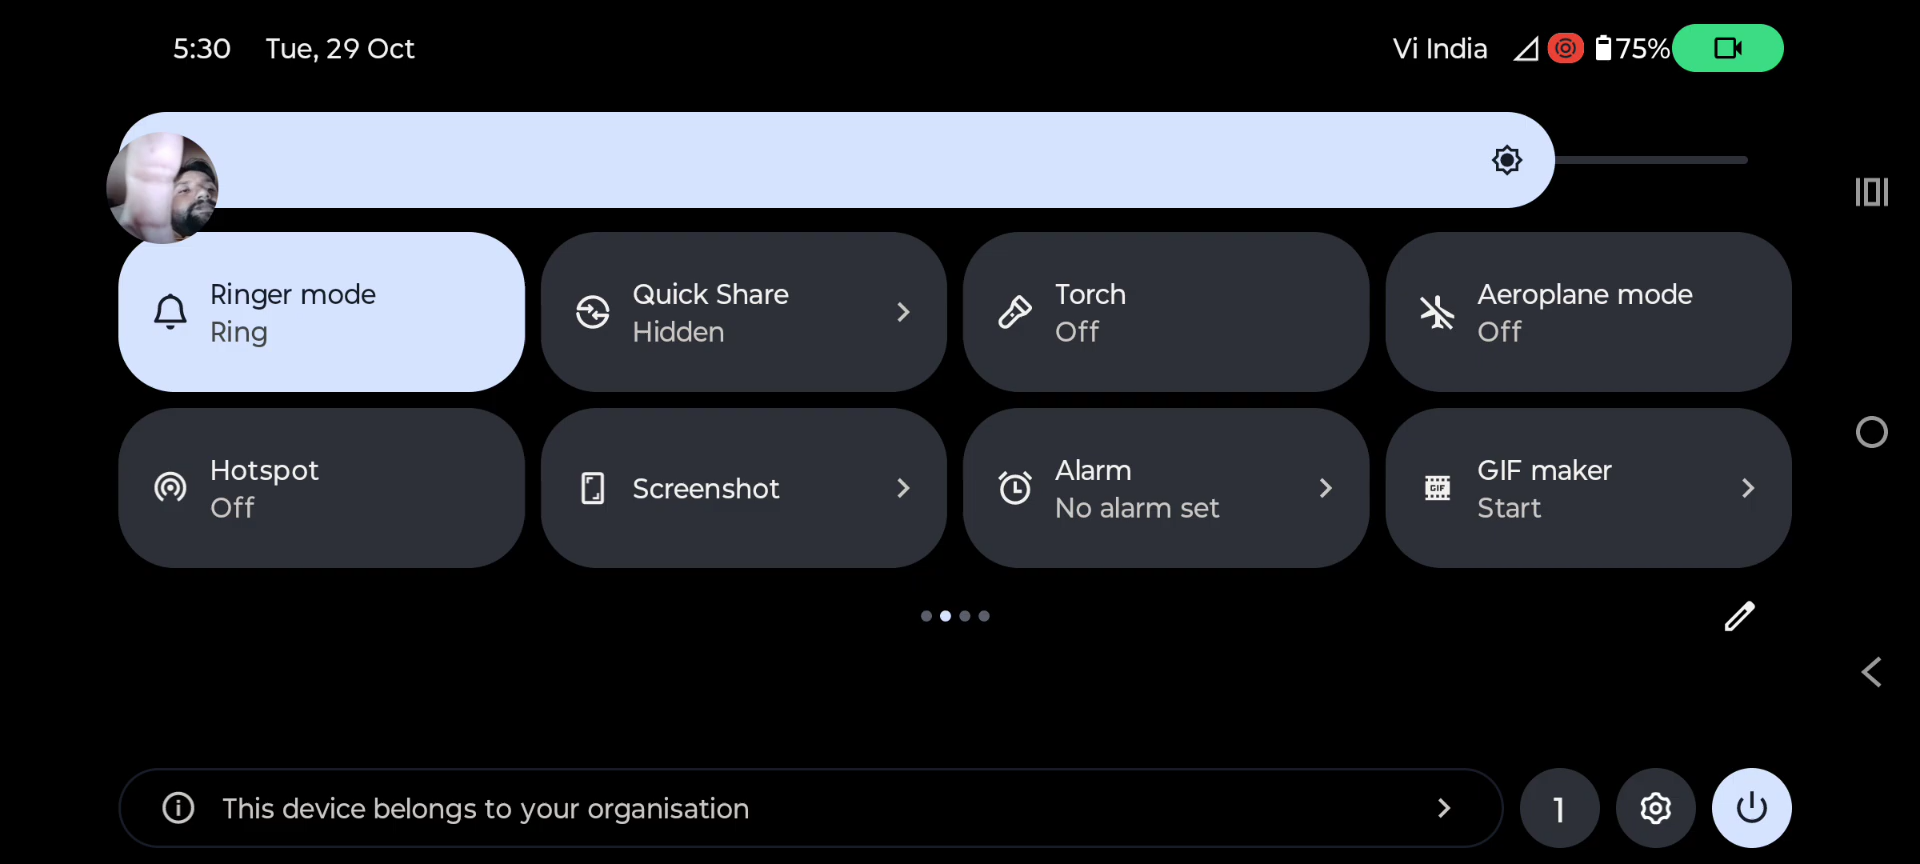 5:30 Tue, 29 Oct Vi India 75%
Ringer mode
Ring
Quick Share
Hidden
Torch
Off
Aeroplane mode
Off
Hotspot
Off
Screenshot
Alarm
No alarm set
GIF maker
Start
This device belongs to your organisation
1